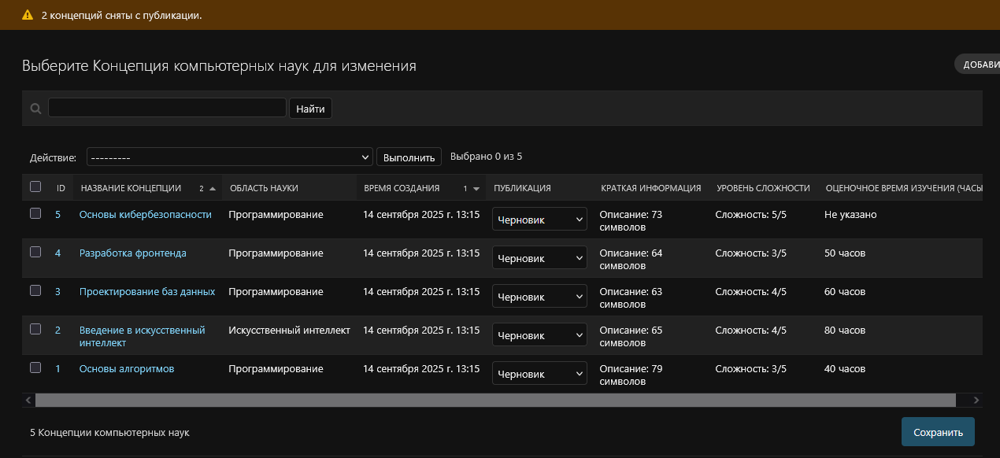 2 концепций сняты с публикации.
Выберите Концепция компьютерных наук для изменения
ДОБАВИ
Найти
Действие: --------- Выполнить Выбрано 0 из 5
ID НАЗВАНИЕ КОНЦЕПЦИИ 2 ОБЛАСТЬ НАУКИ ВРЕМЯ СОЗДАНИЯ 1 ПУБЛИКАЦИЯ КРАТКАЯ ИНФОРМАЦИЯ УРОВЕНЬ СЛОЖНОСТИ ОЦЕНОЧНОЕ ВРЕМЯ ИЗУЧЕНИЯ (ЧАСЫ
5 Основы кибербезопасности Программирование 14 сентября 2025 г. 13:15 Черновик Описание: 73 Сложность: 5/5 Не указано
символов
4 Разработка фронтенда Программирование 14 сентября 2025 г. 13:15 Черновик Описание: 64 Сложность: 3/5 50 часов
символов
3 Проектирование баз данных Программирование 14 сентября 2025 г. 13:15 Черновик Описание: 63 Сложность: 4/5 60 часов
символов
2 Введение в искусственный Искусственный интеллект 14 сентября 2025 г. 13:15 Черновик Описание: 65 Сложность: 4/5 80 часов
интеллект символов
1 Основы алгоритмов Программирование 14 сентября 2025 г. 13:15 Черновик Описание: 79 Сложность: 3/5 40 часов
символов
5 Концепции компьютерных наук
Сохранить